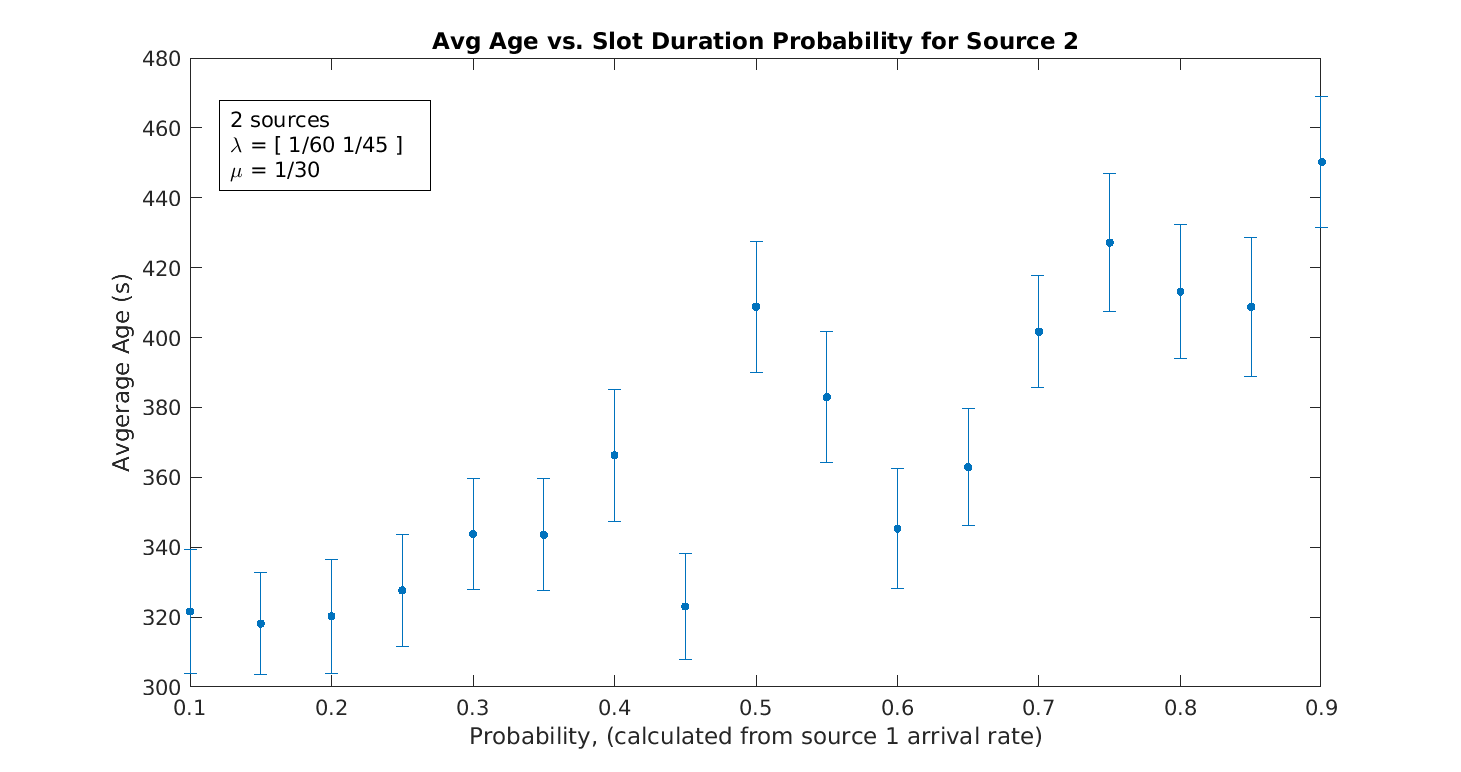 Avg Age vs. Slot Duration Probability for Source 2
480
460
440
420
400
380
360
340
320
300
2 sources
λ = [ 1/60 1/45 ]
μ = 1/30
Avgerage Age (s)
0.1 0.2 0.3 0.4 0.5 0.6 0.7 0.8 0.9
Probability, (calculated from source 1 arrival rate)